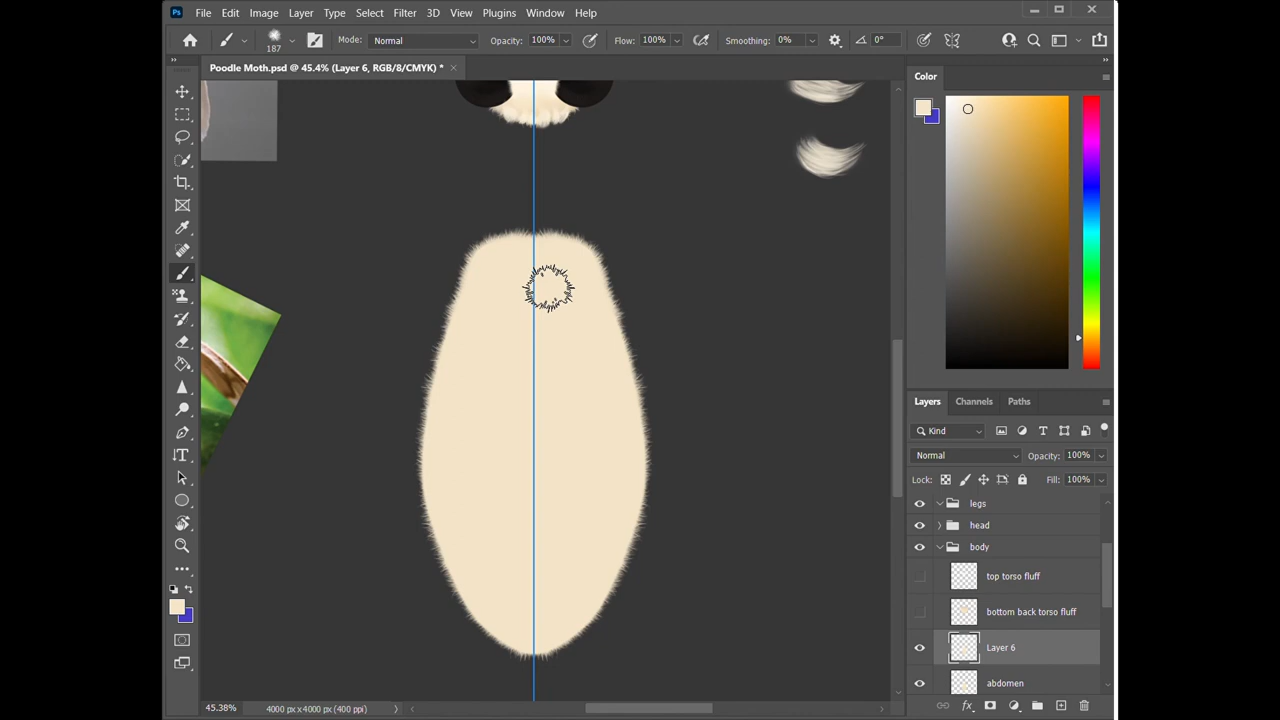 Ps File Edit Image Layer Type Select Filter 3D View Plugins Window Help
187 Mode: Normal Opacity: 100% Flow: 100% Smoothing: 0% 0°
Poodle Moth.psd @ 45.4% (Layer 6, RGB/8/CMYK) *
Color
Layers Channels Paths
Kind
Normal Opacity: 100%
Lock: Fill: 100%
legs
head
body
top torso fluff
bottom back torso fluff
Layer 6
abdomen
fx
45.38% 4000 px x 4000 px (400 ppi)